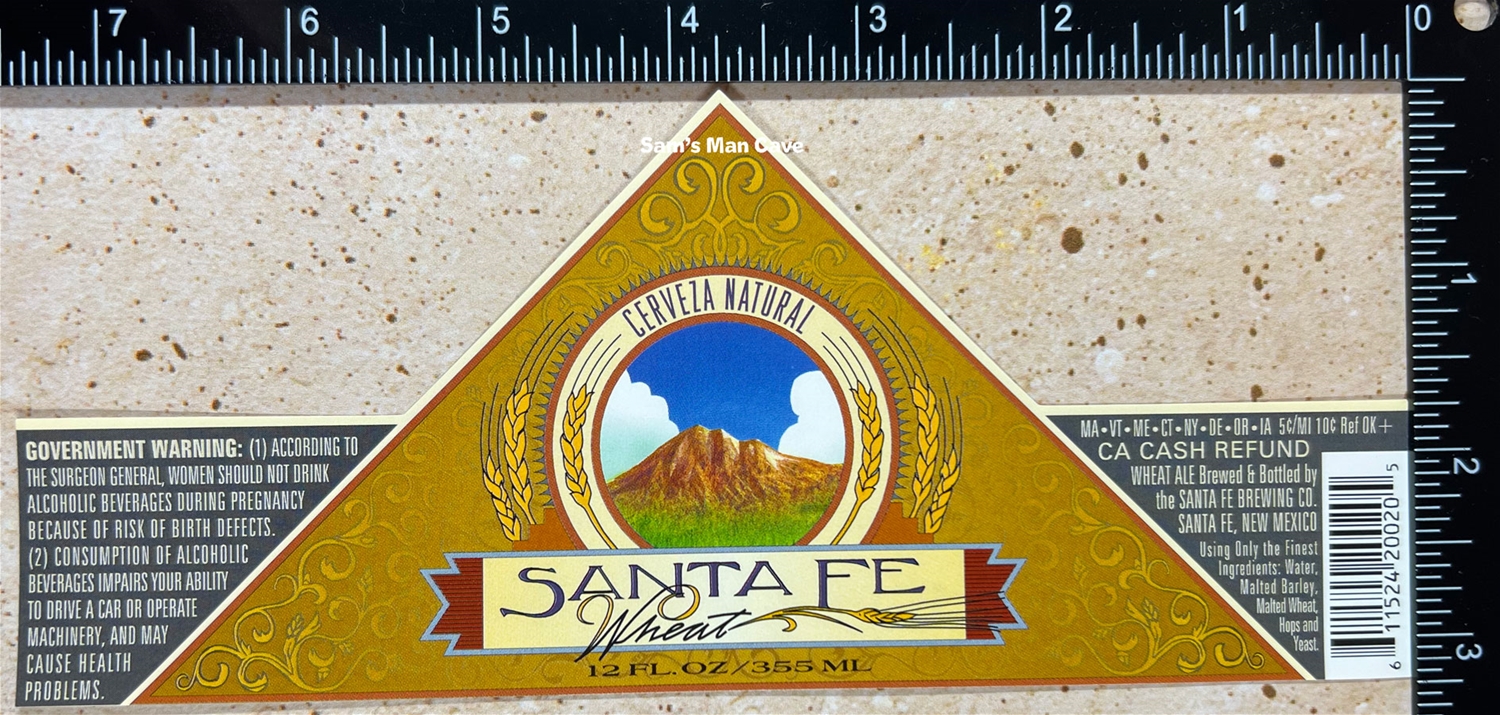 7 6 5 4 3 2 1 0
Sam's Man Cave
CERVEZA NATURAL
SANTA FE
Wheat
12 FL. OZ/355 ML
GOVERNMENT WARNING: (1) ACCORDING TO
THE SURGEON GENERAL, WOMEN SHOULD NOT DRINK
ALCOHOLIC BEVERAGES DURING PREGNANCY
BECAUSE OF RISK OF BIRTH DEFECTS.
(2) CONSUMPTION OF ALCOHOLIC
BEVERAGES IMPAIRS YOUR ABILITY
TO DRIVE A CAR OR OPERATE
MACHINERY, AND MAY
CAUSE HEALTH
PROBLEMS.
MA•VT•ME•CT•NY•DE•OR•IA 5¢/MI 10¢ Ref OK+
CA CASH REFUND
WHEAT ALE Brewed & Bottled by
the SANTA FE BREWING CO.
SANTA FE, NEW MEXICO
Using Only the Finest
Ingredients: Water,
Malted Barley,
Malted Wheat,
Hops and
Yeast.
6 11524 20020 5
1
2
3